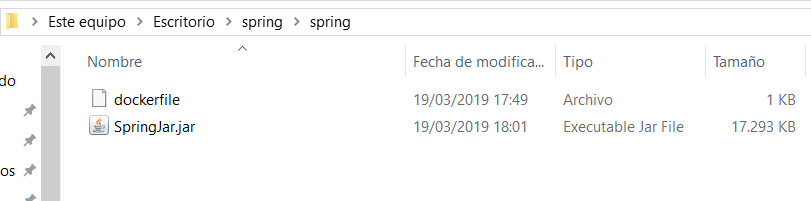 Este equipo > Escritorio > spring > spring
Nombre Fecha de modifica... Tipo Tamaño
do
dockerfile 19/03/2019 17:49 Archivo 1 KB
SpringJar.jar 19/03/2019 18:01 Executable Jar File 17.293 KB
os